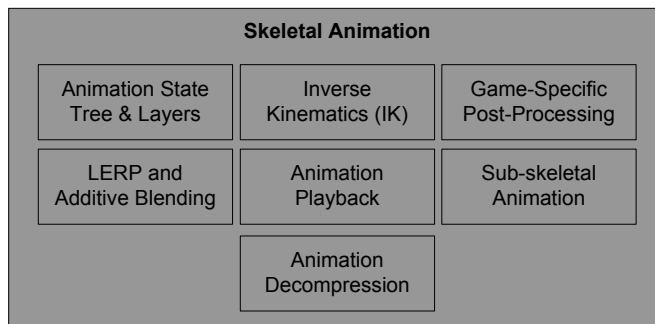 Skeletal Animation
Animation State
Tree & Layers
Inverse
Kinematics (IK)
Game-Specific
Post-Processing
LERP and
Additive Blending
Animation
Playback
Sub-skeletal
Animation
Animation
Decompression